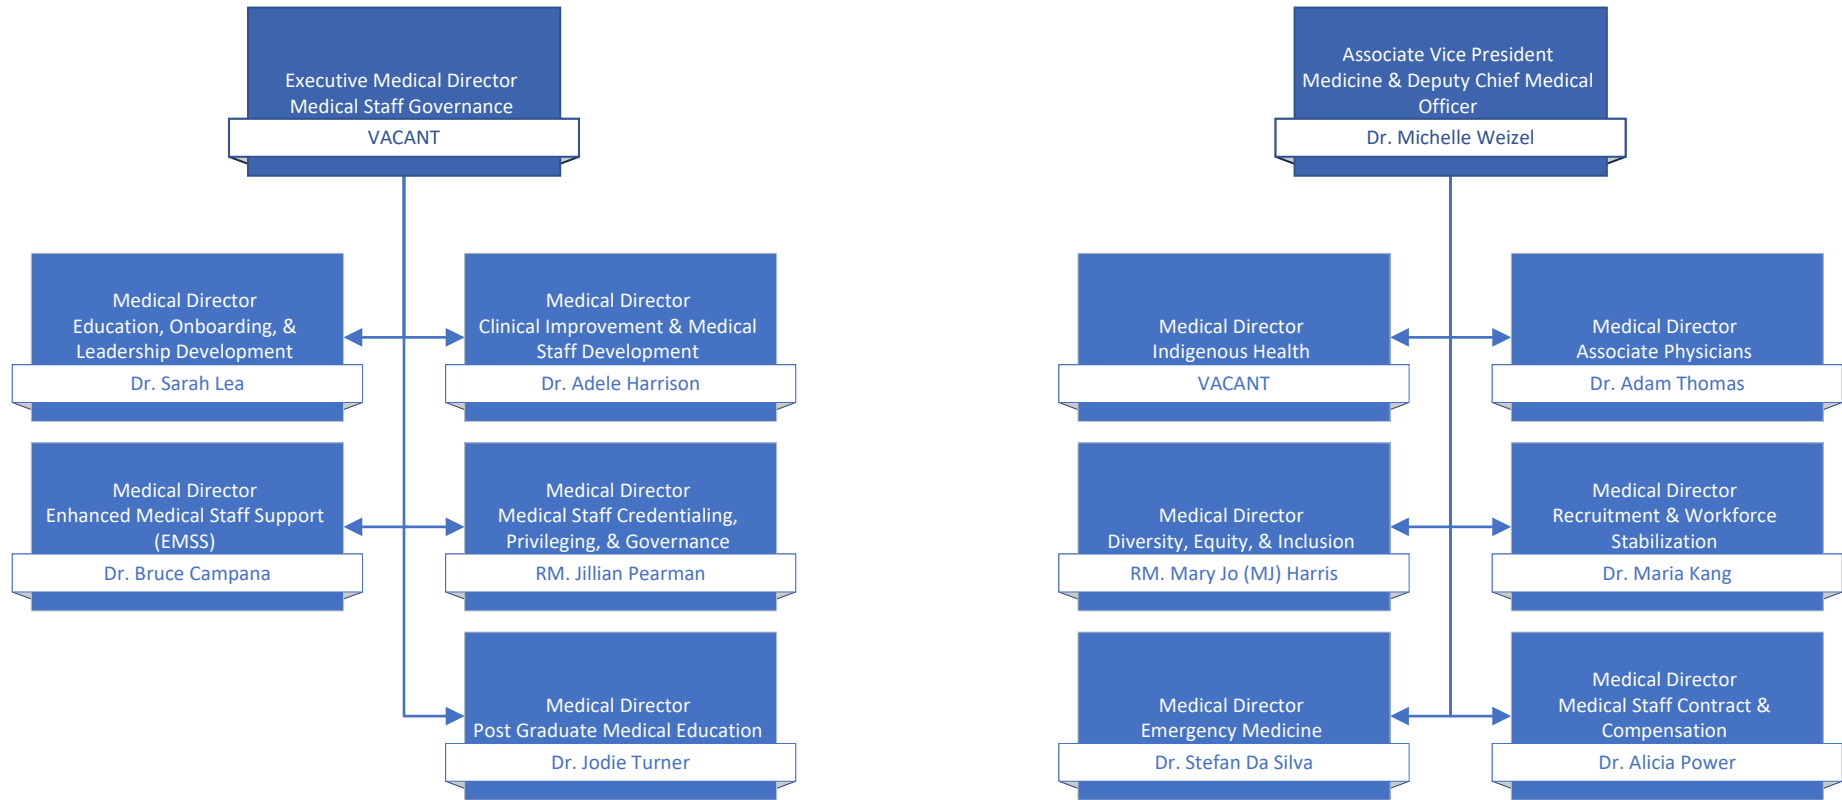 Executive Medical Director
Medical Staff Governance
VACANT
Associate Vice President
Medicine & Deputy Chief Medical
Officer
Dr. Michelle Weizel
Medical Director
Education, Onboarding, &
Leadership Development
Dr. Sarah Lea
Medical Director
Clinical Improvement & Medical
Staff Development
Dr. Adele Harrison
Medical Director
Indigenous Health
VACANT
Medical Director
Associate Physicians
Dr. Adam Thomas
Medical Director
Enhanced Medical Staff Support
(EMSS)
Dr. Bruce Campana
Medical Director
Medical Staff Credentialing,
Privileging, & Governance
RM. Jillian Pearman
Medical Director
Diversity, Equity, & Inclusion
RM. Mary Jo (MJ) Harris
Medical Director
Recruitment & Workforce
Stabilization
Dr. Maria Kang
Medical Director
Post Graduate Medical Education
Dr. Jodie Turner
Medical Director
Emergency Medicine
Dr. Stefan Da Silva
Medical Director
Medical Staff Contract &
Compensation
Dr. Alicia Power